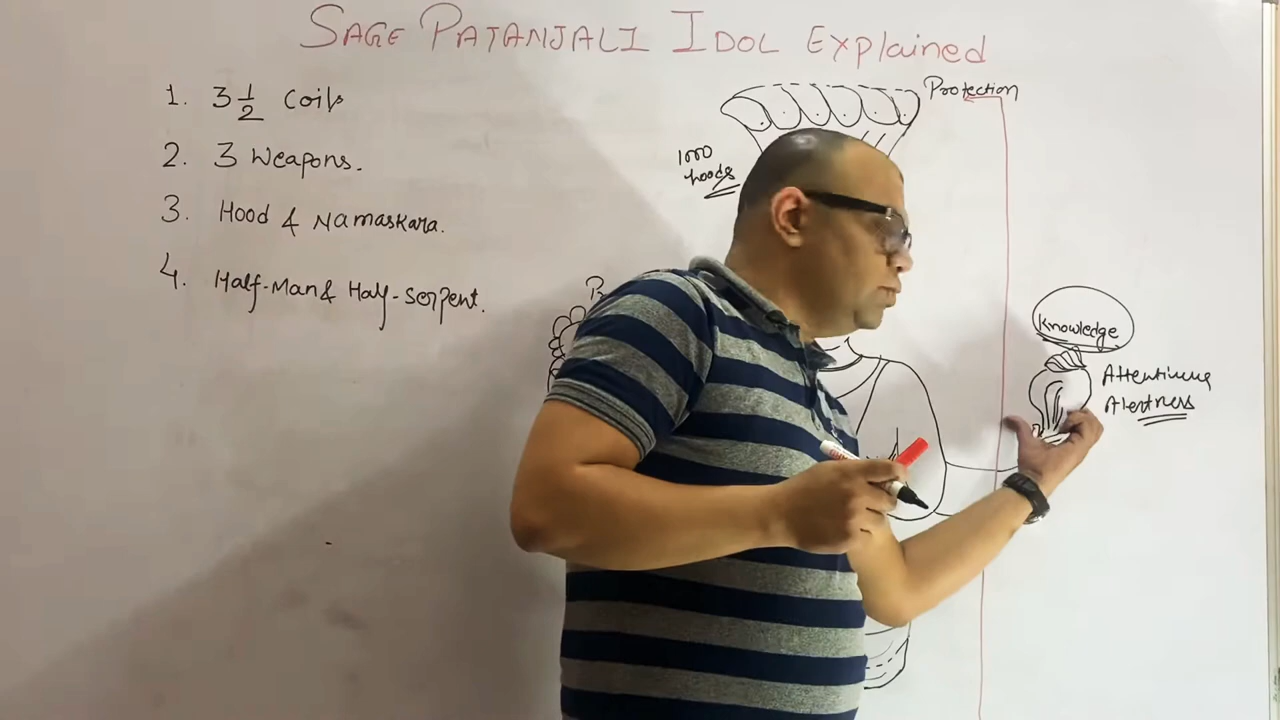 SAGE PATANJALI IDOL Explained
1. 3 1/2 Coils
2. 3 Weapons.
3. Hood & Namaskara.
4. Half-Man & Half-Serpent.
Protection
1000
hoods
Knowledge
Alertness